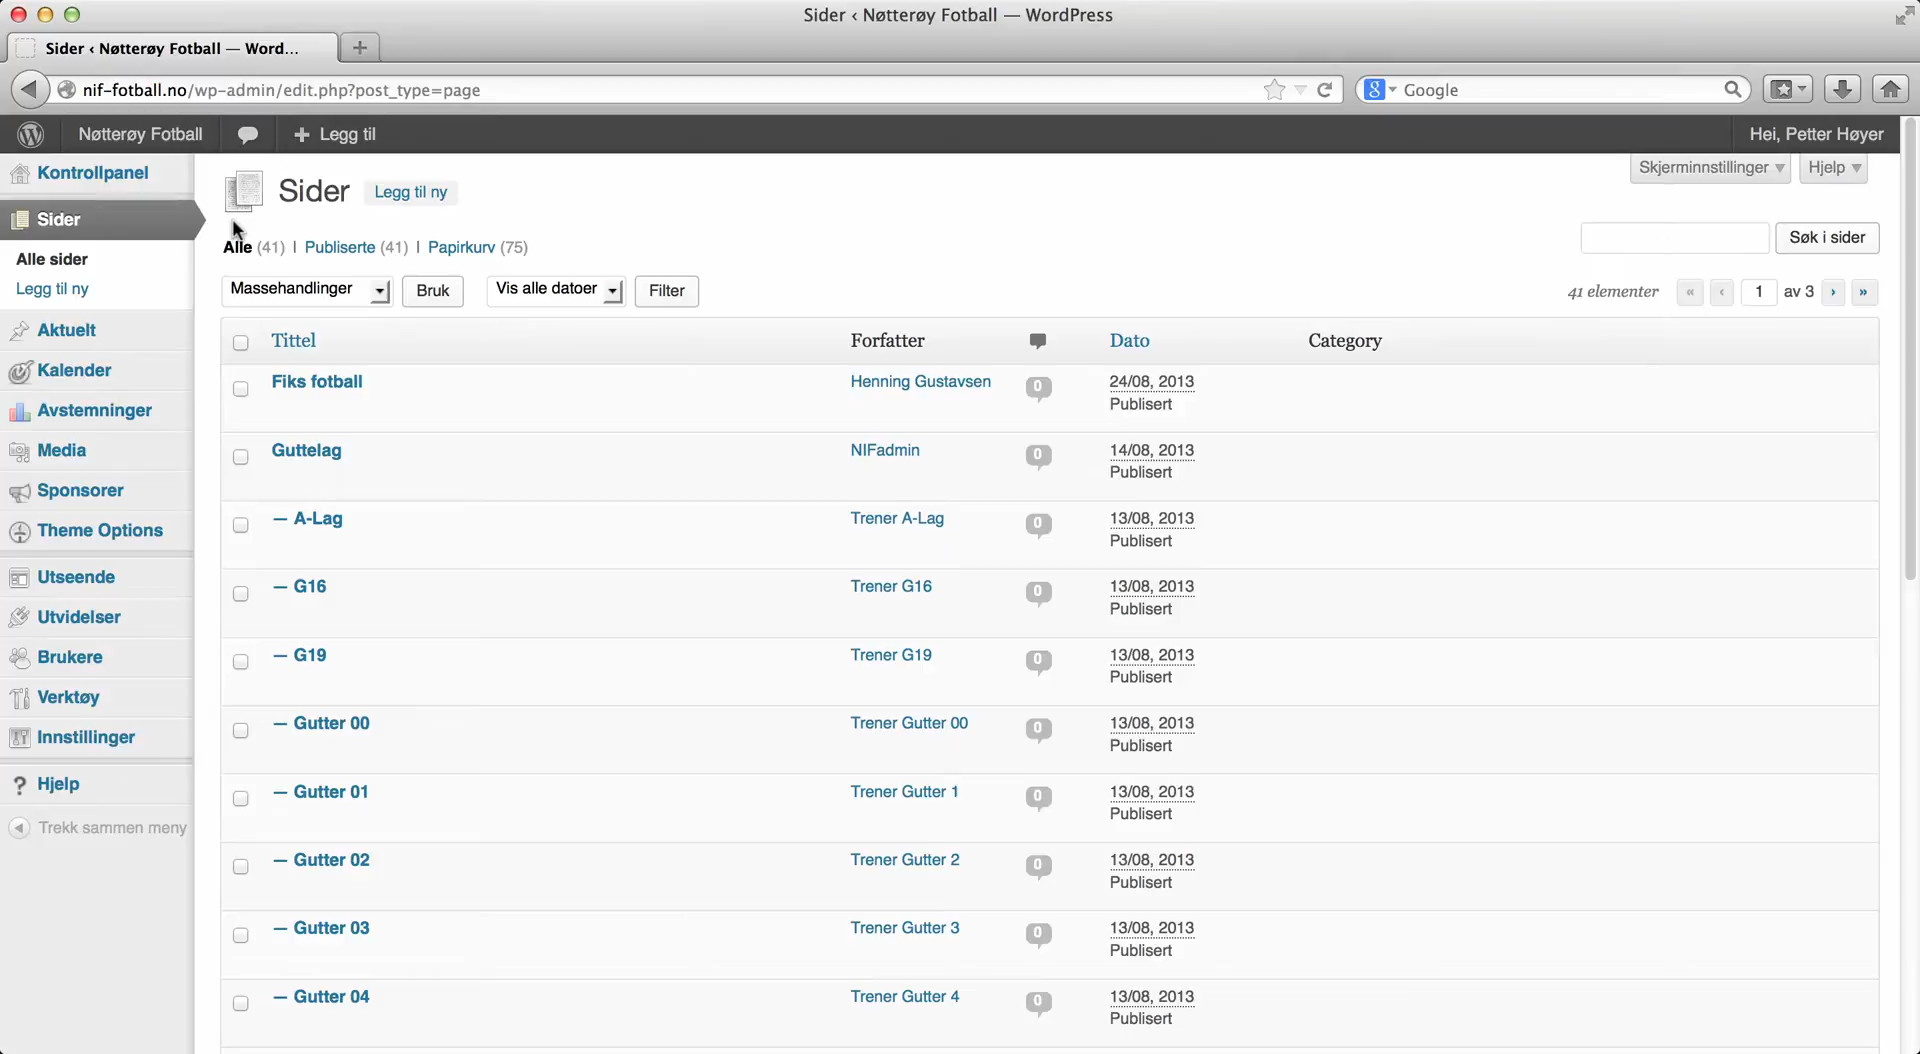 Sider ‹ Nøtterøy Fotball — WordPress
Sider ‹ Nøtterøy Fotball — Word...
nif-fotball.no/wp-admin/edit.php?post_type=page
8 Google
Nøtterøy Fotball
Legg til
Hei, Petter Høyer
Kontrollpanel
Sider
Alle sider
Legg til ny
Aktuelt
Kalender
Avstemninger
Media
Sponsorer
Theme Options
Utseende
Utvidelser
Brukere
Verktøy
Innstillinger
? Hjelp
Trekk sammen meny
Skjerminnstillinger
Hjelp
Sider Legg til ny
Alle (41) | Publiserte (41) | Papirkurv (75)
Søk i sider
Massehandlinger Bruk Vis alle datoer Filter
41 elementer « ‹ 1 av 3 › »
Tittel Forfatter Dato Category
Fiks fotball Henning Gustavsen 0 24/08, 2013
Publisert
Guttelag NIFadmin 0 14/08, 2013
Publisert
— A-Lag Trener A-Lag 0 13/08, 2013
Publisert
— G16 Trener G16 0 13/08, 2013
Publisert
— G19 Trener G19 0 13/08, 2013
Publisert
— Gutter 00 Trener Gutter 00 0 13/08, 2013
Publisert
— Gutter 01 Trener Gutter 1 0 13/08, 2013
Publisert
— Gutter 02 Trener Gutter 2 0 13/08, 2013
Publisert
— Gutter 03 Trener Gutter 3 0 13/08, 2013
Publisert
— Gutter 04 Trener Gutter 4 0 13/08, 2013
Publisert